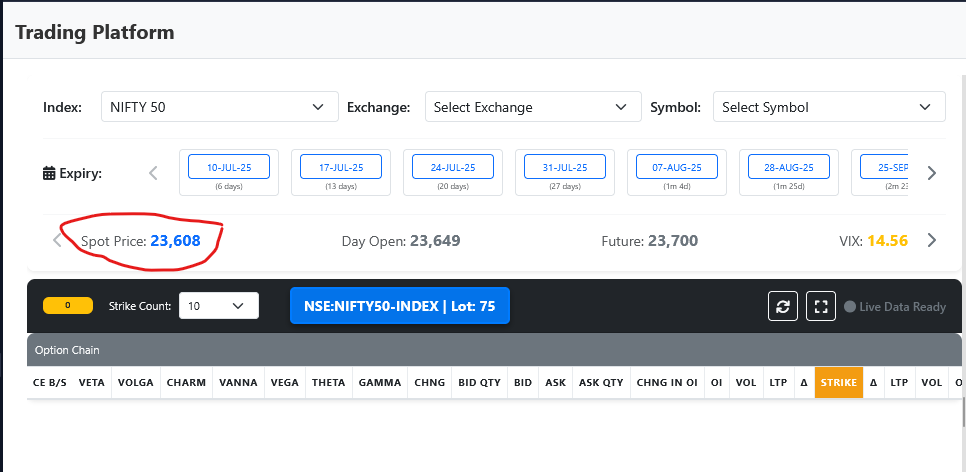 Trading Platform
Index: NIFTY 50 Exchange: Select Exchange Symbol: Select Symbol
Expiry: 10-JUL-25 17-JUL-25 24-JUL-25 31-JUL-25 07-AUG-25 28-AUG-25 25-SEP
(6 days) (13 days) (20 days) (27 days) (1m 4d) (1m 25d) (2m 23
Spot Price: 23,608 Day Open: 23,649 Future: 23,700 VIX: 14.56
0 Strike Count: 10 NSE:NIFTY50-INDEX | Lot: 75 Live Data Ready
Option Chain
CE B/S VETA VOLGA CHARM VANNA VEGA THETA GAMMA CHNG BID QTY BID ASK ASK QTY CHNG IN OI OI VOL LTP Δ STRIKE Δ LTP VOL O